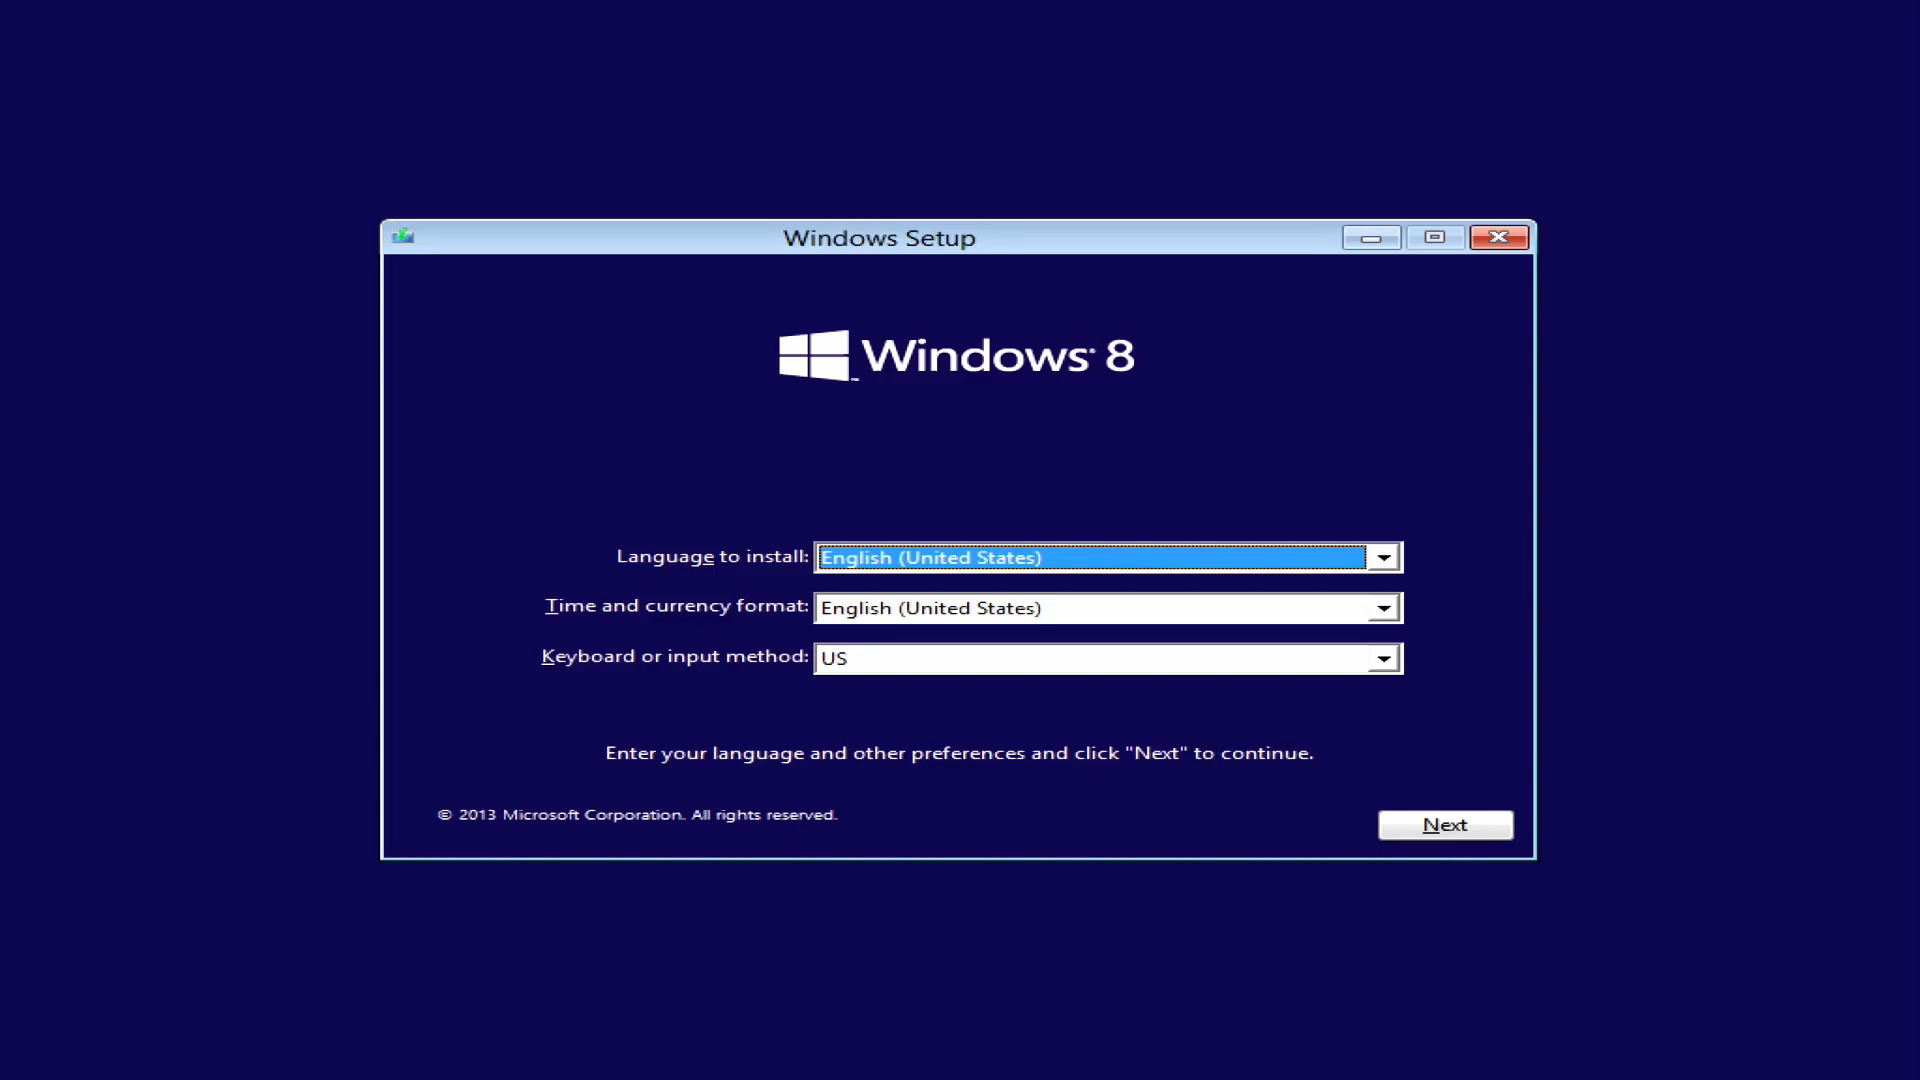 Windows Setup
Windows® 8
Language to install: English (United States)
Time and currency format: English (United States)
Keyboard or input method: US
Enter your language and other preferences and click "Next" to continue.
© 2013 Microsoft Corporation. All rights reserved.
Next